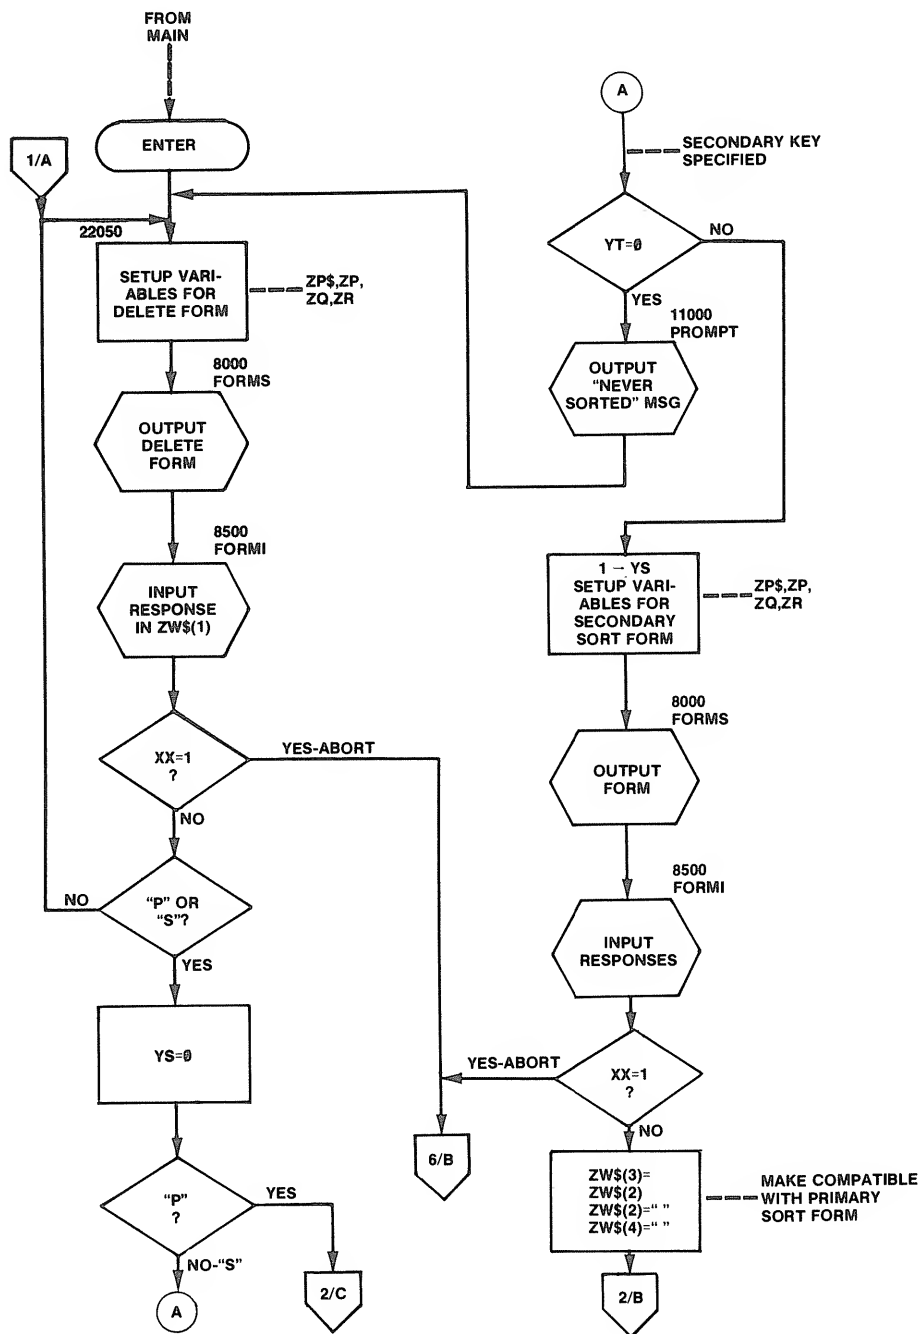 FROM
MAIN
ENTER
1/A
22050
SETUP VARI-
ABLES FOR
DELETE FORM
ZP$,ZP,
ZQ,ZR
8000
FORMS
OUTPUT
DELETE
FORM
8500
FORMI
INPUT
RESPONSE
IN ZW$(1)
XX=1
?
YES-ABORT
NO
"P" OR
"S"?
NO
YES
YS=0
"P"
?
YES
NO-"S"
A
2/C
6/B
A
SECONDARY KEY
SPECIFIED
YT=0
NO
YES
11000
PROMPT
OUTPUT
"NEVER
SORTED" MSG
1 → YS
SETUP VARI-
ABLES FOR
SECONDARY
SORT FORM
ZP$,ZP,
ZQ,ZR
8000
FORMS
OUTPUT
FORM
8500
FORMI
INPUT
RESPONSES
YES-ABORT
XX=1
?
NO
ZW$(3)=
ZW$(2)
ZW$(2)=" "
ZW$(4)=" "
MAKE COMPATIBLE
WITH PRIMARY
SORT FORM
2/B